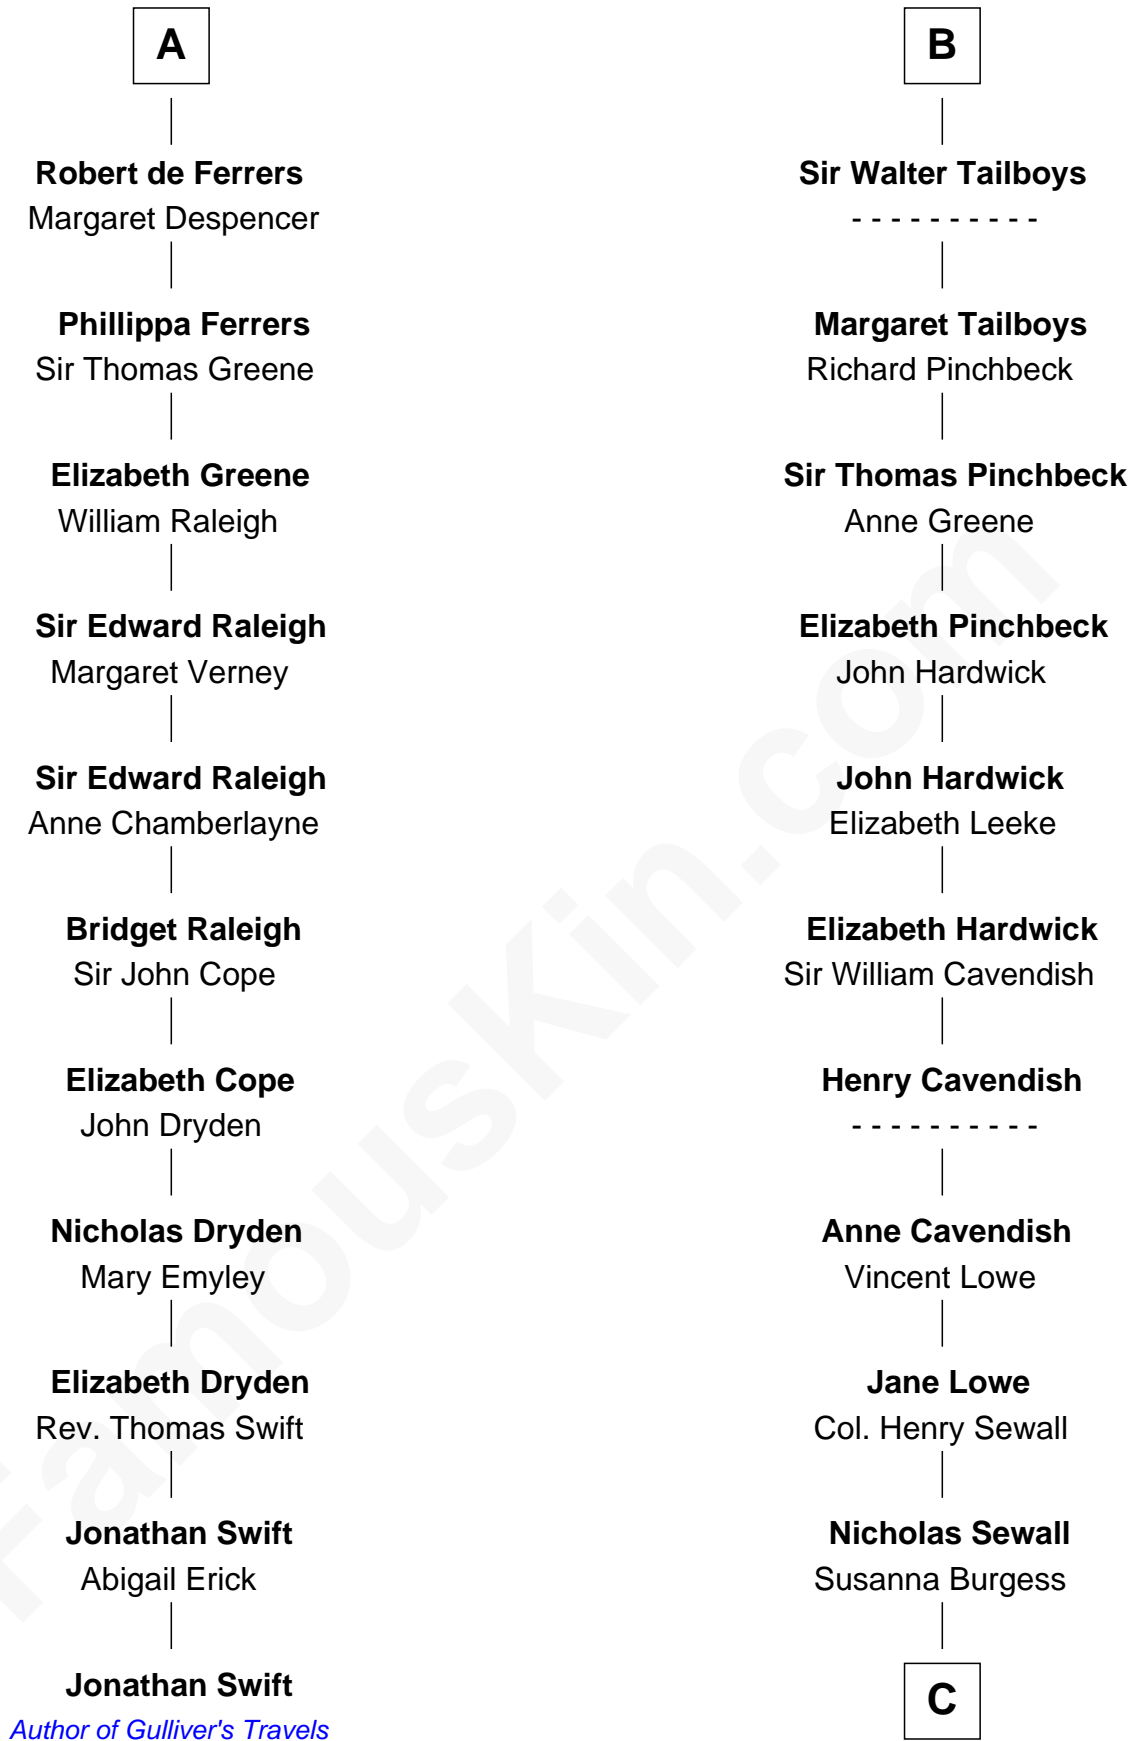 A
Robert de Ferrers
Margaret Despencer
Phillippa Ferrers
Sir Thomas Greene
Elizabeth Greene
William Raleigh
Sir Edward Raleigh
Margaret Verney
Sir Edward Raleigh
Anne Chamberlayne
Bridget Raleigh
Sir John Cope
Elizabeth Cope
John Dryden
Nicholas Dryden
Mary Emyley
Elizabeth Dryden
Rev. Thomas Swift
Jonathan Swift
Abigail Erick
Jonathan Swift
Author of Gulliver's Travels
B
Sir Walter Tailboys
- - - - - - - - - -
Margaret Tailboys
Richard Pinchbeck
Sir Thomas Pinchbeck
Anne Greene
Elizabeth Pinchbeck
John Hardwick
John Hardwick
Elizabeth Leeke
Elizabeth Hardwick
Sir William Cavendish
Henry Cavendish
- - - - - - - - - -
Anne Cavendish
Vincent Lowe
Jane Lowe
Col. Henry Sewall
Nicholas Sewall
Susanna Burgess
C
FamousKin.com